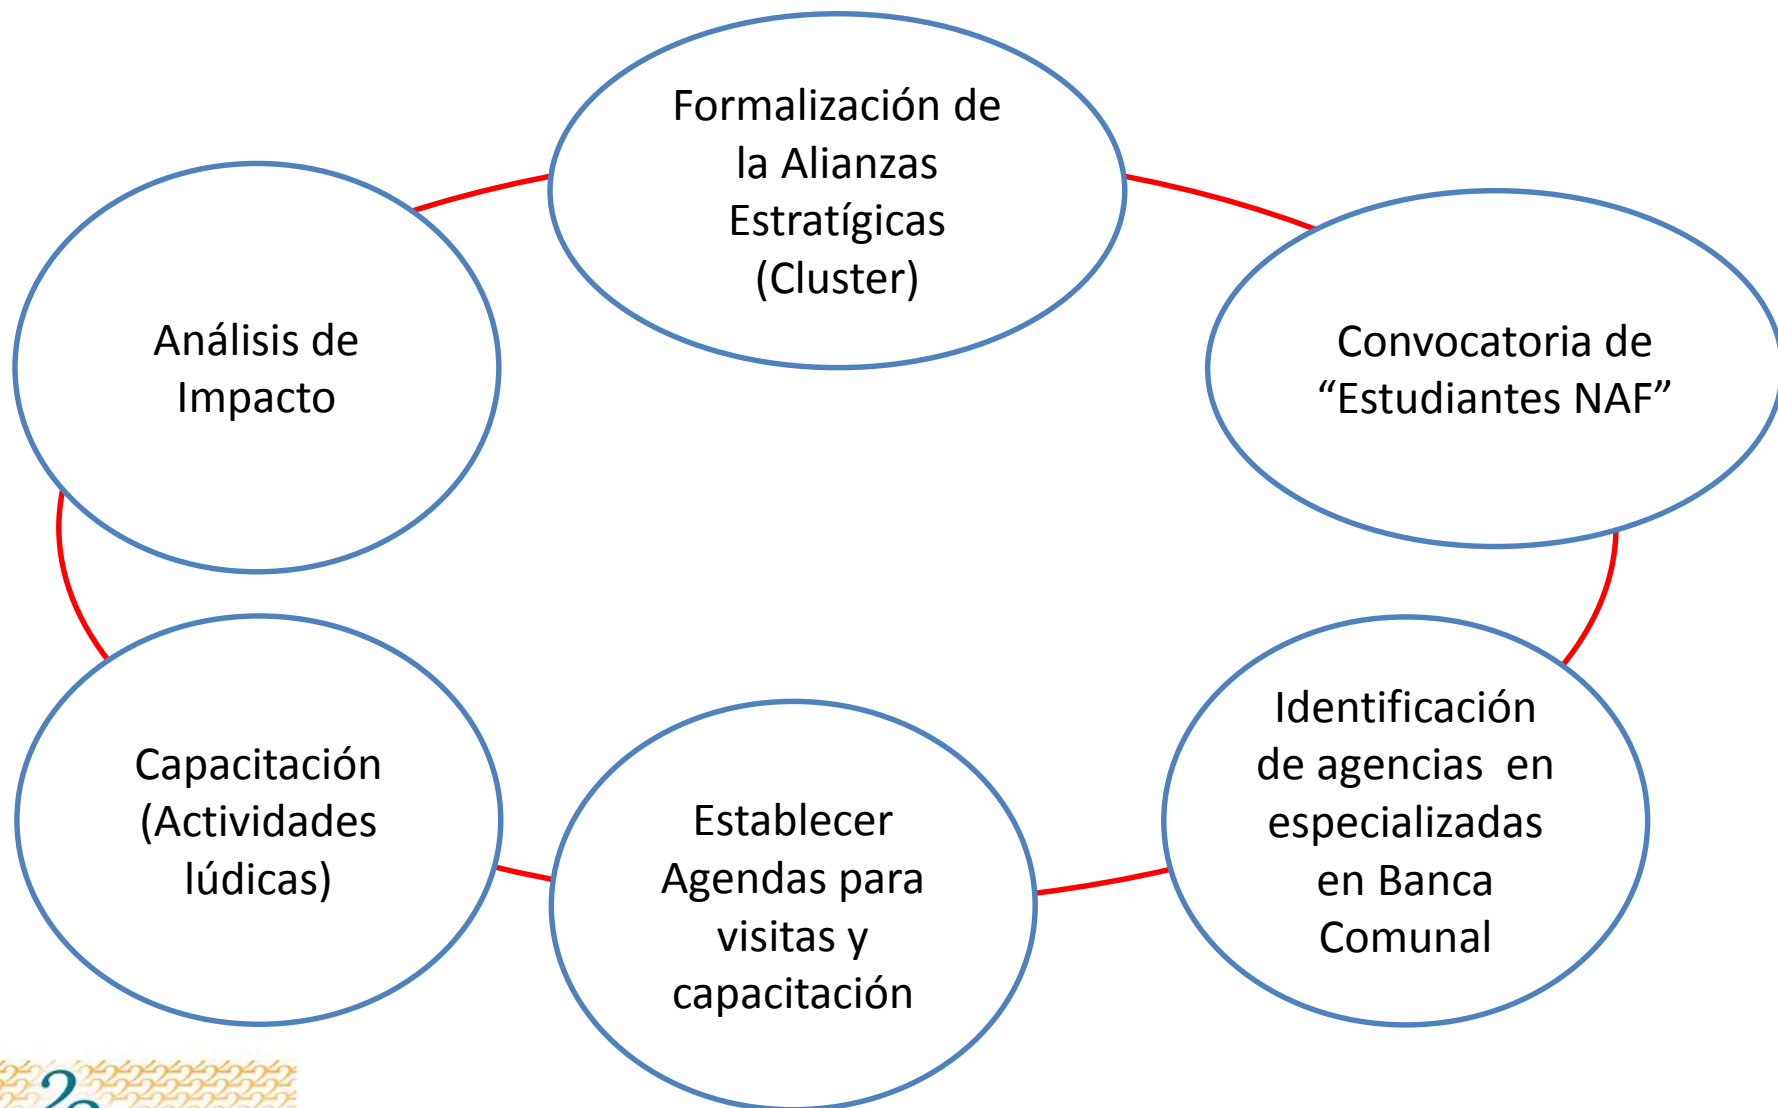 Formalización de
la Alianzas
Estratígicas
(Cluster)
Convocatoria de
“Estudiantes NAF”
Identificación
de agencias  en
especializadas
en Banca
Comunal
Establecer
Agendas para
visitas y
capacitación
Capacitación
(Actividades
lúdicas)
Análisis de
Impacto